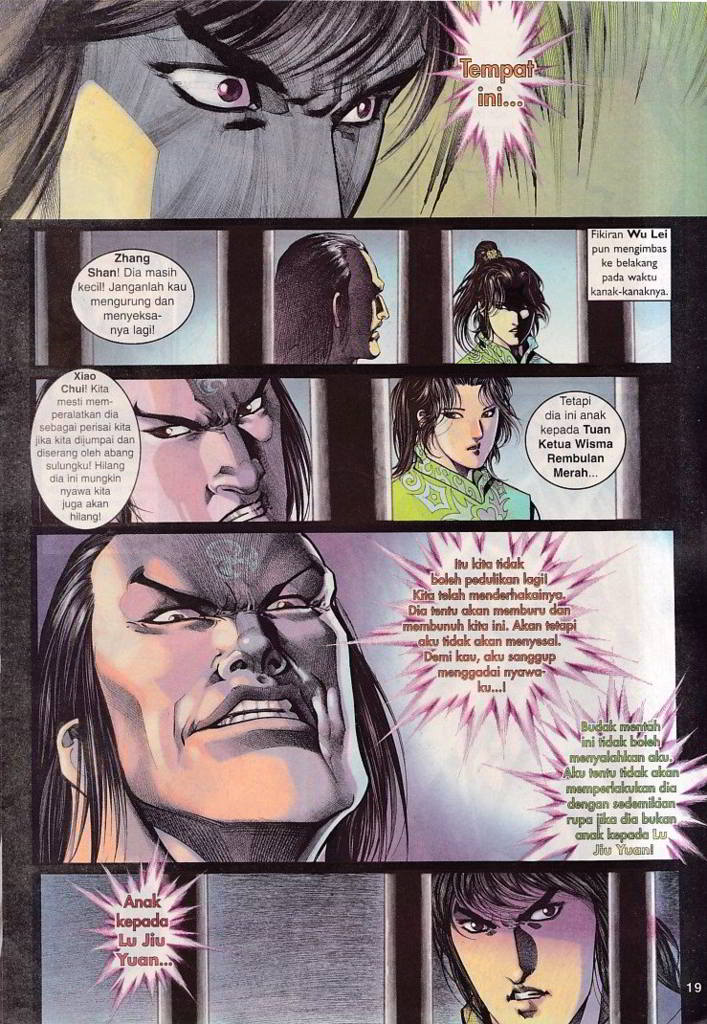 Tempat
ini...
Fikiran Wu Lei
pun mengimbas
ke belakang
pada waktu
kanak-kanaknya.
Zhang
Shan! Dia masih
kecil! Janganlah kau
mengurung dan
menyeksa-
nya lagi!
Xiao
Chui! Kita
mesti mem-
peralatkan dia
sebagai perisai kita
jika kita dijumpai dan
diserang oleh abang
sulungku! Hilang
dia ini mungkin
nyawa kita
juga akan
hilang!
Tetapi
dia ini anak
kepada Tuan
Ketua Wisma
Rembulan
Merah...
Itu kita tidak
boleh pedulikan lagi!
Kita telah menderhakainya.
Dia tentu akan memburu dan
membunuh kita ini. Akan tetapi
aku tidak akan menyesal.
Demi kau, aku sanggup
menggadai nyawa-
ku...!
Budak mentah
ini tidak boleh
menyalahkan aku.
Aku tentu tidak akan
memperlakukan dia
dengan sedemikian
rupa jika dia bukan
anak kepada Lu
Jiu Yuan!
Anak
kepada
Lu Jiu
Yuan...
19